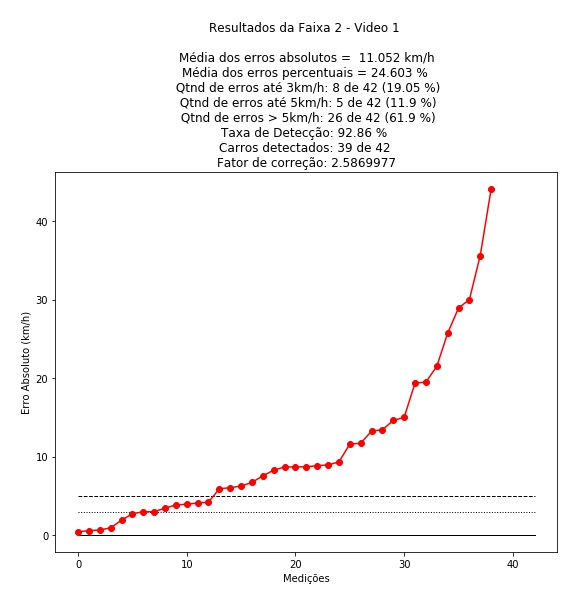 Resultados da Faixa 2 - Video 1
Média dos erros absolutos =  11.052 km/h
Média dos erros percentuais = 24.603 %
Qtnd de erros até 3km/h: 8 de 42 (19.05 %)
Qtnd de erros até 5km/h: 5 de 42 (11.9 %)
Qtnd de erros > 5km/h: 26 de 42 (61.9 %)
Taxa de Detecção: 92.86 %
Carros detectados: 39 de 42
Fator de correção: 2.5869977
Erro Absoluto (km/h)
40
30
20
10
0
0 10 20 30 40
Medições